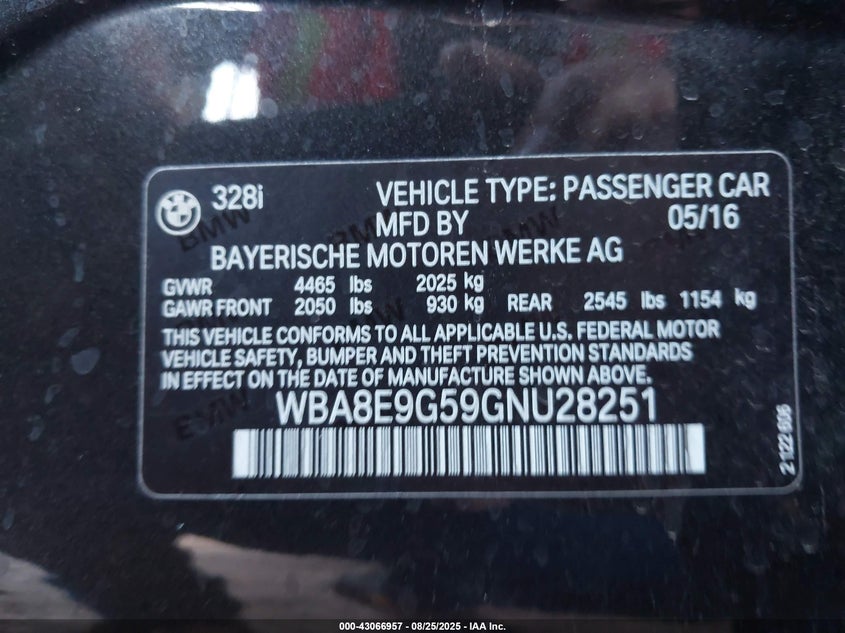 328i VEHICLE TYPE: PASSENGER CAR
MFD BY 05/16
BAYERISCHE MOTOREN WERKE AG
GVWR 4465 lbs 2025 kg
GAWR FRONT 2050 lbs 930 kg REAR 2545 lbs 1154 kg
THIS VEHICLE CONFORMS TO ALL APPLICABLE U.S. FEDERAL MOTOR
VEHICLE SAFETY, BUMPER AND THEFT PREVENTION STANDARDS
IN EFFECT ON THE DATE OF MANUFACTURE SHOWN ABOVE.
WBA8E9G59GNU28251
2122606
000-43066957 - 08/25/2025 - IAA Inc.